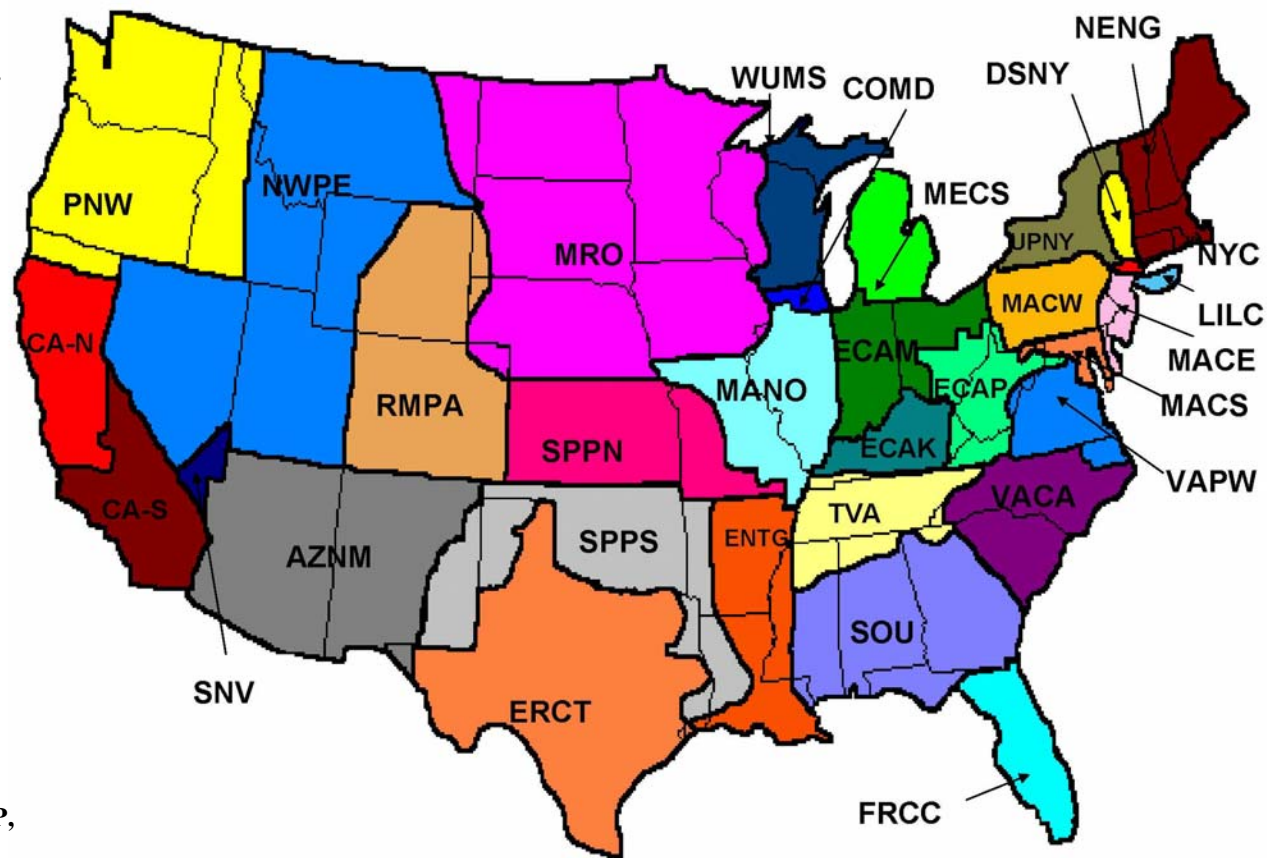 NENG
WUMS
COMD
DSNY
MECS
PNW
NWPE
UPNY
MRO
NYC
MACW
LILC
CA-N
ECAM
MACE
RMPA
MANO
ECAP
MACS
SPPN
ECAK
VAPW
CA-S
TVA
VACA
AZNM
SPPS
ENTG
SOU
SNV
ERCT
FRCC
P,